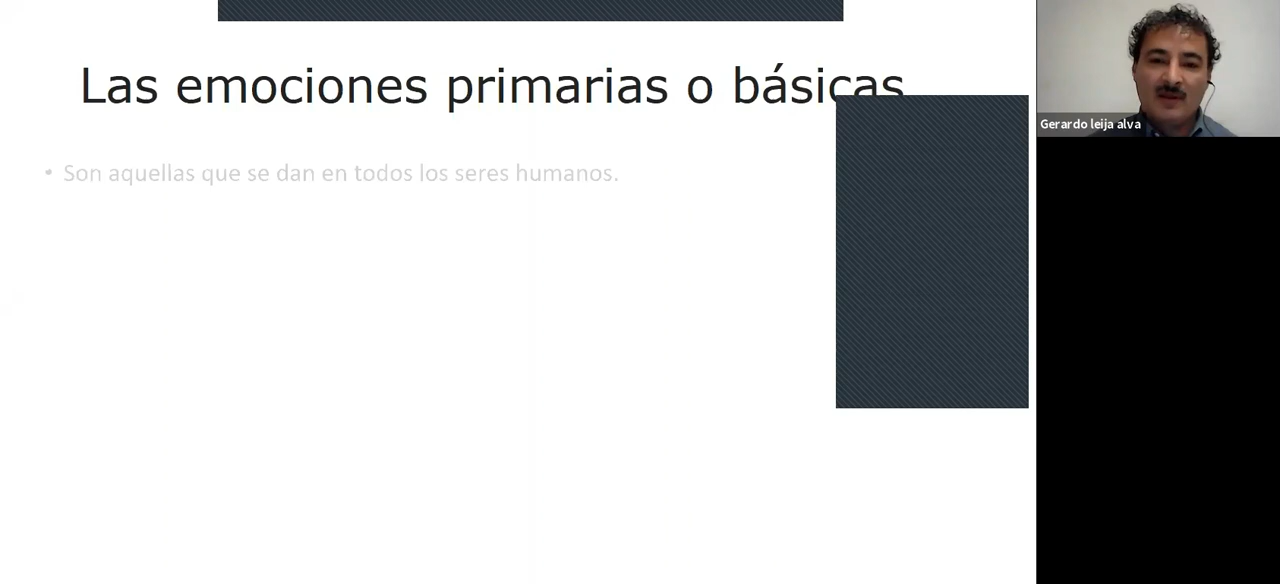 Las emociones primarias o básicas
• Son aquellas que se dan en todos los seres humanos.
Gerardo leija alva